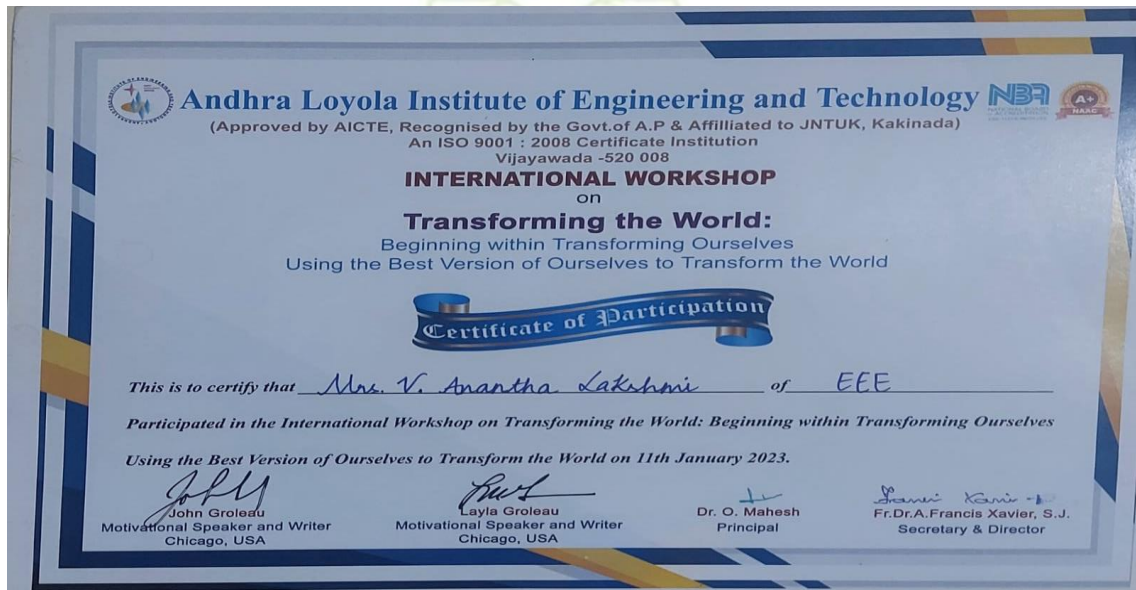 Andhra Loyola Institute of Engineering and Technology
NBA
A+
NAAC
(Approved by AICTE, Recognised by the Govt.of A.P & Affilliated to JNTUK, Kakinada)
An ISO 9001 : 2008 Certificate Institution
Vijayawada -520 008
INTERNATIONAL WORKSHOP
on
Transforming the World:
Beginning within Transforming Ourselves
Using the Best Version of Ourselves to Transform the World
Certificate of Participation
This is to certify that Mrs. V. Anantha Lakshmi of EEE
Participated in the International Workshop on Transforming the World: Beginning within Transforming Ourselves
Using the Best Version of Ourselves to Transform the World on 11th January 2023.
John Groleau
Motivational Speaker and Writer
Chicago, USA
Layla Groleau
Motivational Speaker and Writer
Chicago, USA
Dr. O. Mahesh
Principal
Fr.Dr.A.Francis Xavier, S.J.
Secretary & Director